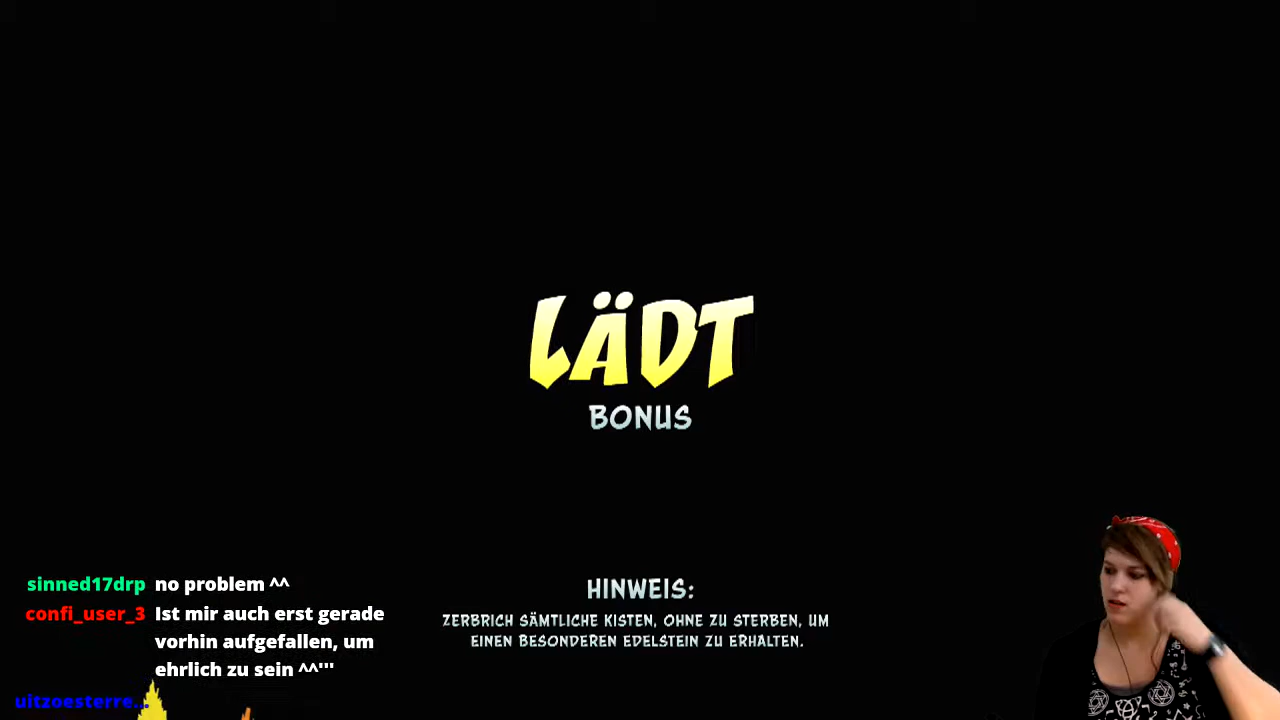 LÄDT
BONUS
HINWEIS:
ZERBRICH SÄMTLICHE KISTEN, OHNE ZU STERBEN, UM
EINEN BESONDEREN EDELSTEIN ZU ERHALTEN.
sinned17drp no problem ^^
confi_user_3 Ist mir auch erst gerade
vorhin aufgefallen, um
ehrlich zu sein ^^'''
uitzoesterre...